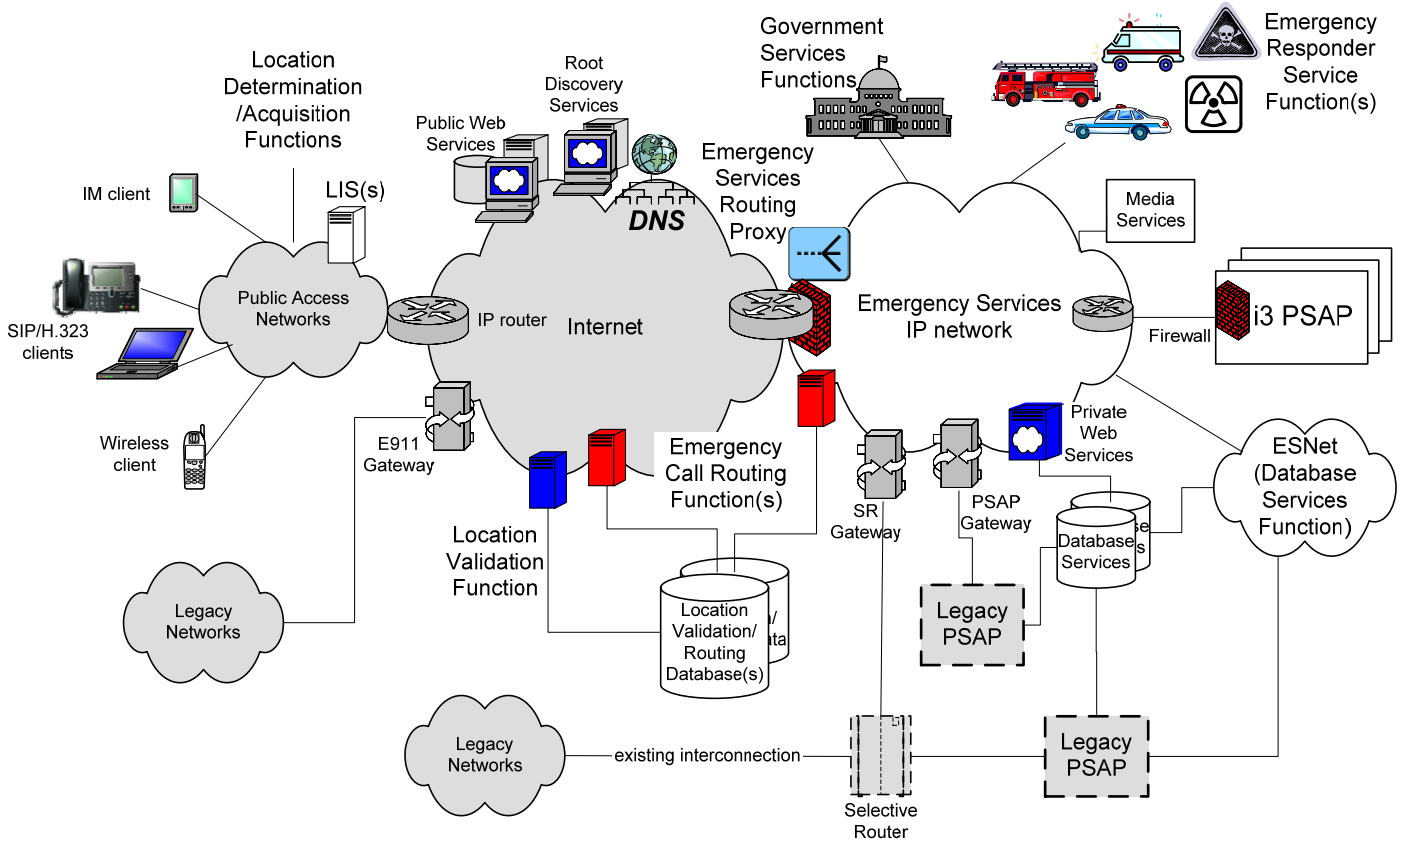 Location
Determination
/Acquisition
Functions
Root
Discovery
Services
Public Web
Services
Government
Services
Functions
Emergency
Responder
Service
Function(s)
IM client
LIS(s)
DNS
Emergency
Services
Routing
Proxy
Media
Services
SIP/H.323
clients
Public Access
Networks
IP router
Internet
Emergency Services
IP network
Firewall
i3 PSAP
Wireless
client
E911
Gateway
Emergency
Call Routing
Function(s)
Location
Validation
Function
SR
Gateway
PSAP
Gateway
Private
Web
Services
ESNet
(Database
Services
Function)
Database
Services
se
s
Legacy
Networks
Location
Validation/
Routing
Database(s)
/
ata
Legacy
PSAP
Legacy
Networks
existing interconnection
Selective
Router
Legacy
PSAP